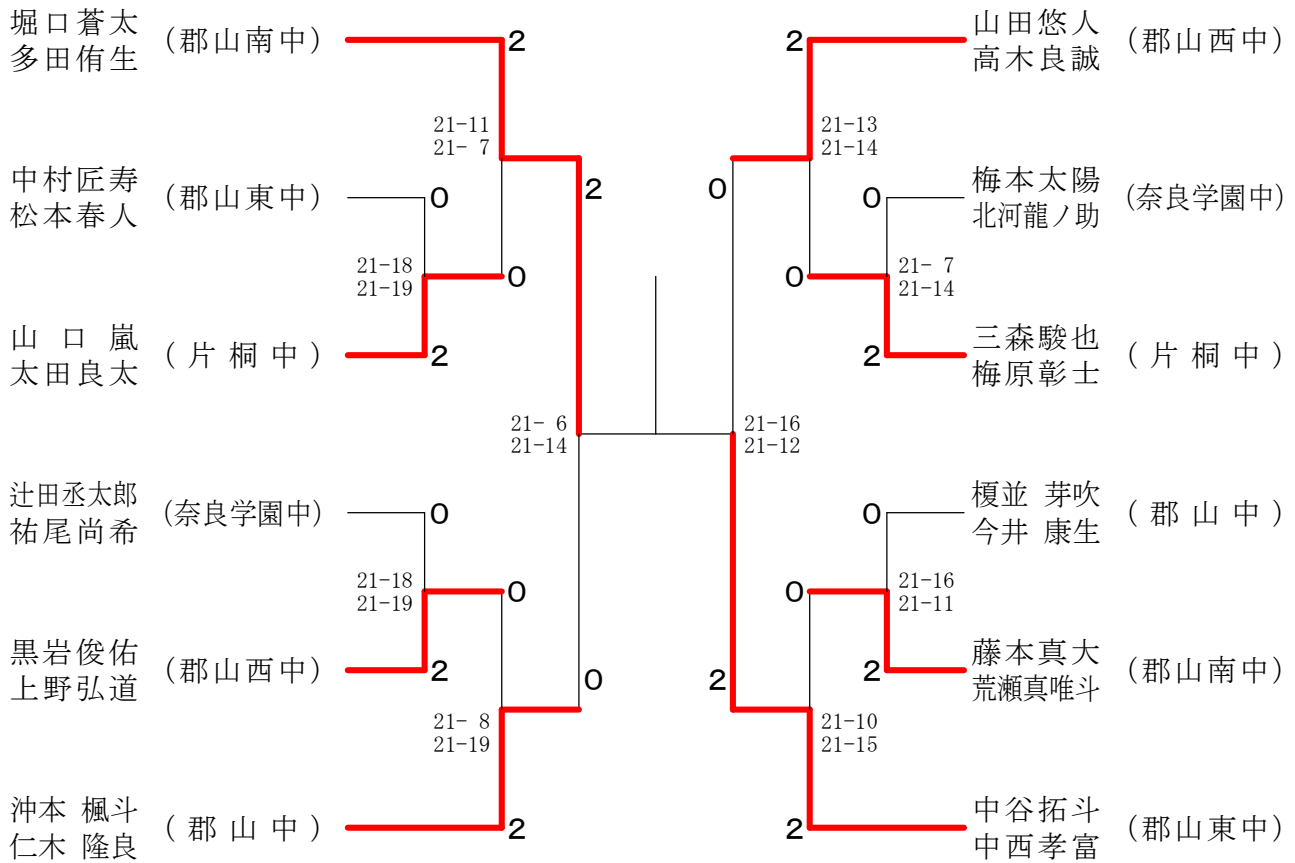 堀口蒼太
多田侑生
(郡山南中)
2
21-11
21- 7
中村匠寿
松本春人
(郡山東中)
0
2
21-18
21-19
0
山口嵐
太田良太
(片桐中)
2
21- 6
21-14
辻田丞太郎
祐尾尚希
(奈良学園中)
0
21-18
21-19
0
黒岩俊佑
上野弘道
(郡山西中)
2
0
21- 8
21-19
沖本 楓斗
仁木 隆良
(郡山中)
2
2
山田悠人
高木良誠
(郡山西中)
21-13
21-14
0
0
梅本太陽
北河龍ノ助
(奈良学園中)
0
21- 7
21-14
2
三森駿也
梅原彰士
(片桐中)
21-16
21-12
0
榎並 芽吹
今井 康生
(郡山中)
0
21-16
21-11
2
2
藤本真大
荒瀬真唯斗
(郡山南中)
21-10
21-15
2
中谷拓斗
中西孝富
(郡山東中)